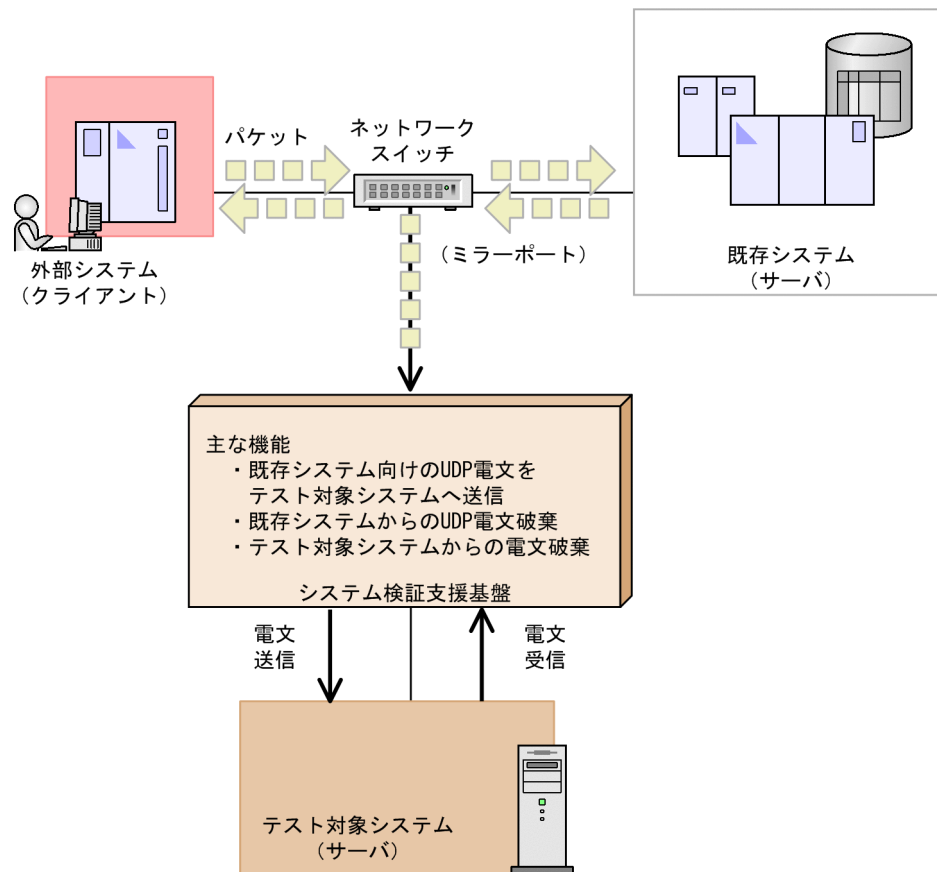 パケット
ネットワーク
スイッチ
(ミラーポート)
外部システム
(クライアント)
既存システム
(サーバ)
主な機能
・既存システム向けのUDP電文を
テスト対象システムへ送信
・既存システムからのUDP電文破棄
・テスト対象システムからの電文破棄
システム検証支援基盤
電文
送信
電文
受信
テスト対象システム
(サーバ)